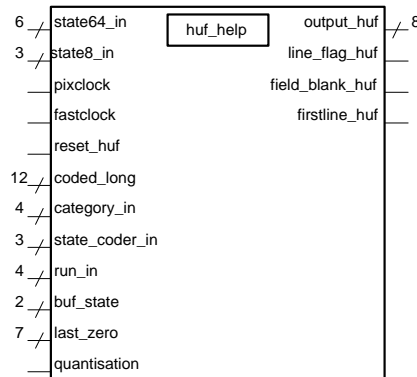 huf_help
6 state64_in output_huf 8
3 state8_in line_flag_huf
pixclock field_blank_huf
fastclock firstline_huf
reset_huf
12 coded_long
4 category_in
3 state_coder_in
4 run_in
2 buf_state
7 last_zero
quantisation